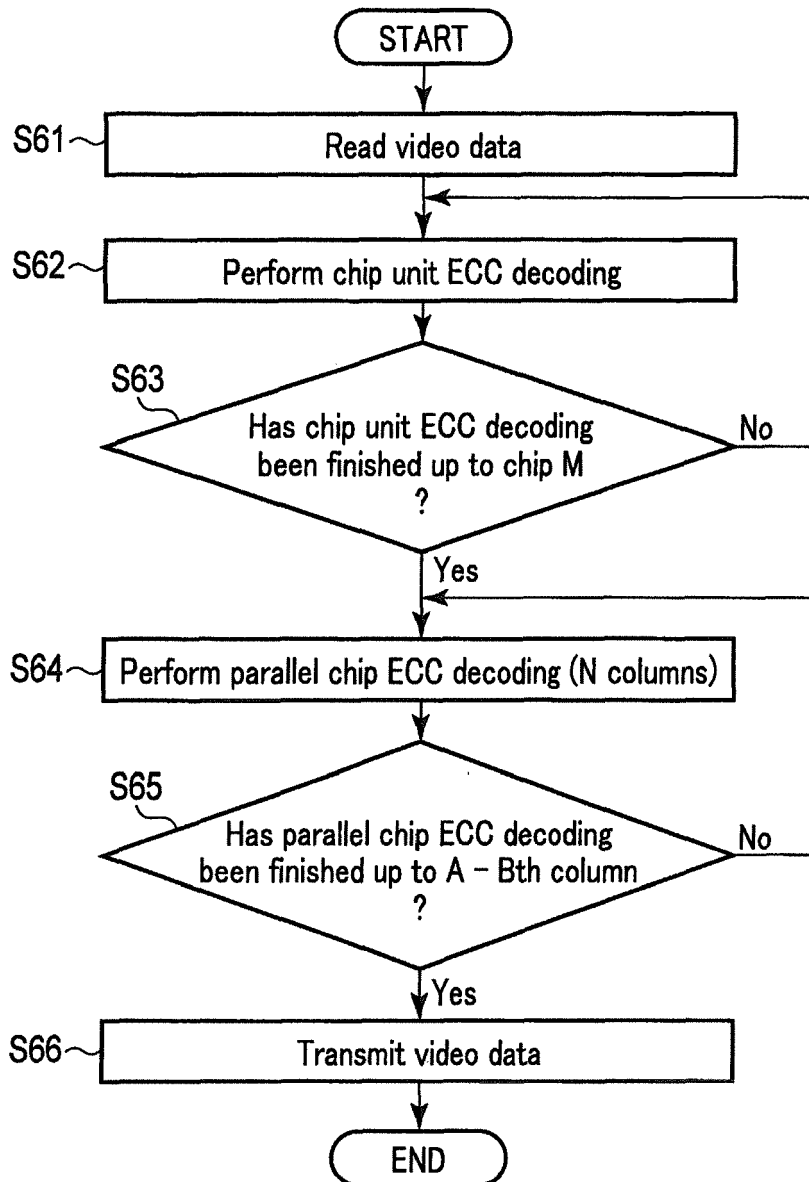 START
S61
Read video data
S62
Perform chip unit ECC decoding
S63
Has chip unit ECC decoding
been finished up to chip M
?
No
Yes
S64
Perform parallel chip ECC decoding (N columns)
S65
Has parallel chip ECC decoding
been finished up to A - Bth column
?
No
Yes
S66
Transmit video data
END